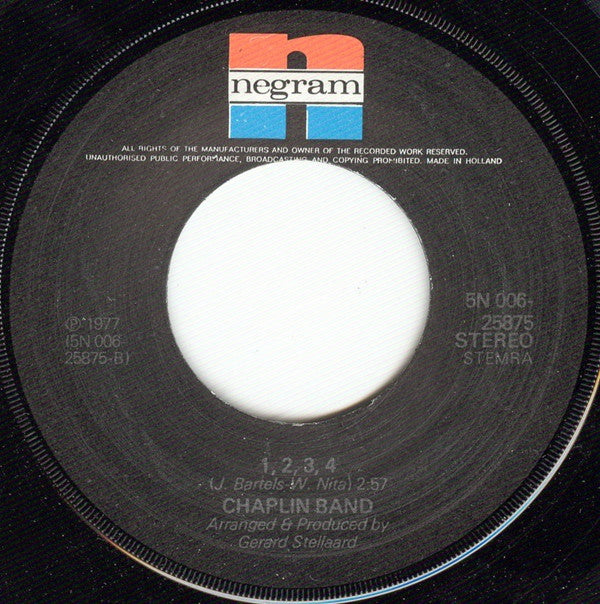 negram
ALL RIGHTS OF THE MANUFACTURERS AND OWNER OF THE RECORDED WORK RESERVED.
UNAUTHORISED PUBLIC PERFORMANCE, BROADCASTING AND COPYING PROHIBITED. MADE IN HOLLAND
℗ 1977
(5N 006-
25875-B)
5N 006-
25875
STEREO
STEMRA
1, 2, 3, 4
(J. Bartels-W. Nita) 2:57
CHAPLIN BAND
Arranged & Produced by
Gerard Stellaard